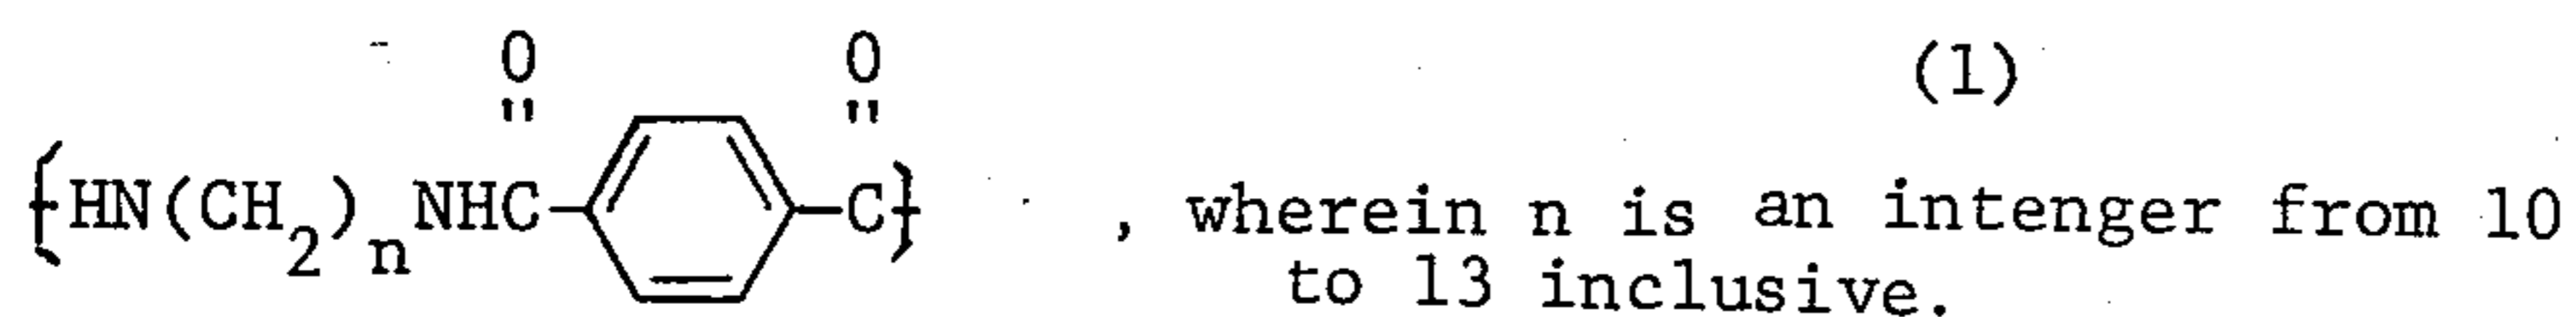 O O (1)
{HN(CH2)nNHC C} , wherein n is an intenger from 10
to 13 inclusive.